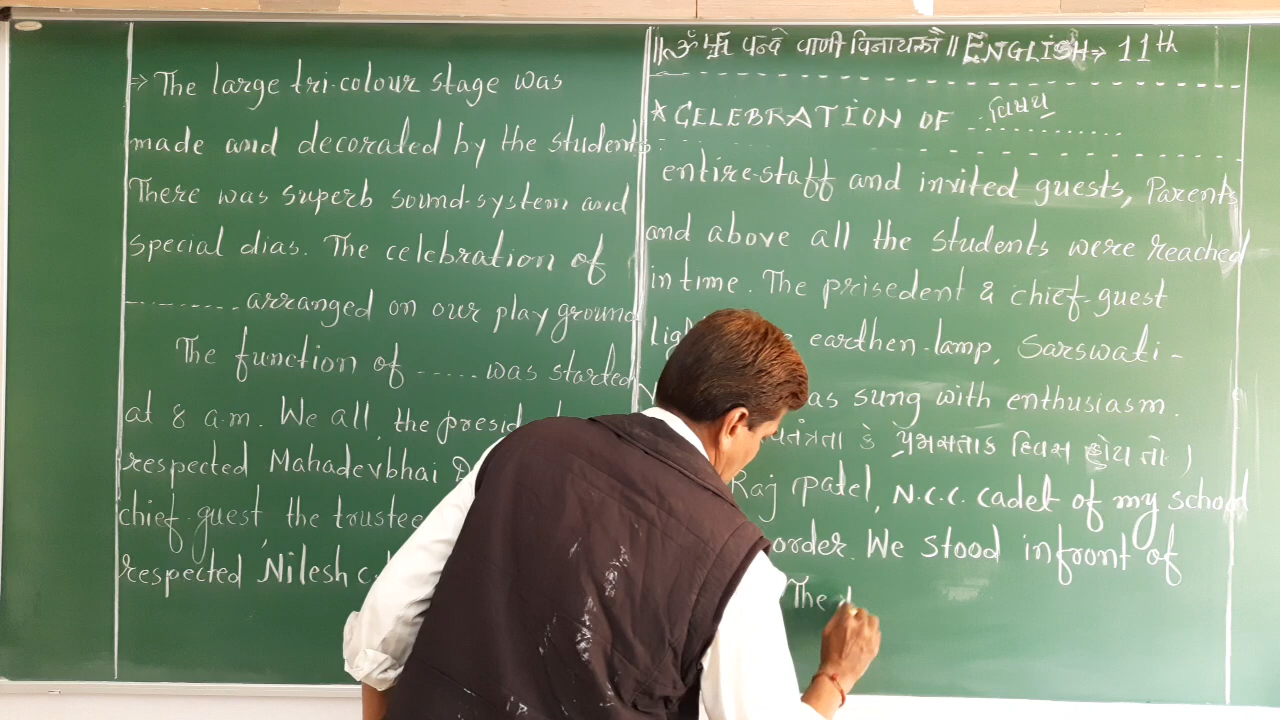 ⇒ The large tri-colour stage was
made and decorated by the students.
There was superb sound-system and
special dias. The celebration of
......... arranged on our play ground
The function of ...... was started
at 8 a.m. We all, the
respected Mahadevbhai
chief-guest, the trustee
respected Nilesh c.
ENGLISH → 11th
* CELEBRATION OF ............
વિષય
entire-staff and invited guests, Parents
and above all the students were reached
in time. The prisedent & chief-guest
earthen-lamp, Sarswati -
sung with enthusiasm.
દિવસ હોય તો )
Raj patel, N.C.C. cadet of my school
order. We stood infront of
The